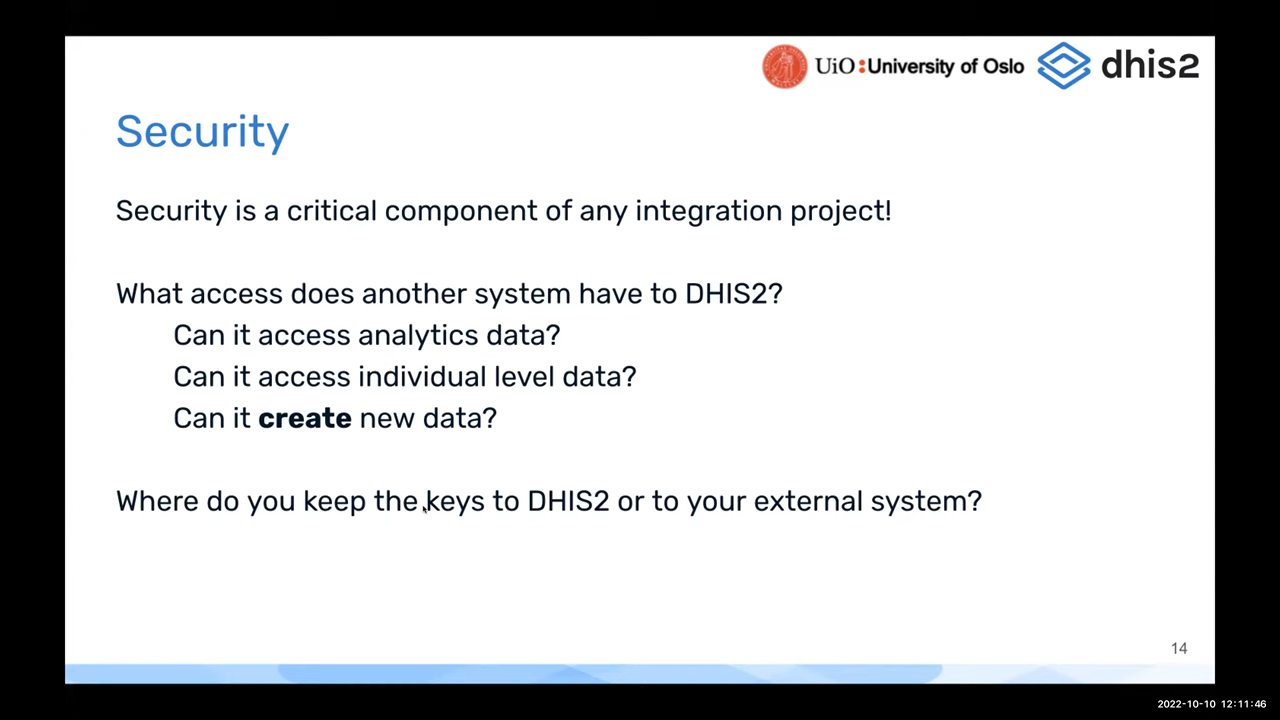 UiO:University of Oslo dhis2
Security
Security is a critical component of any integration project!
What access does another system have to DHIS2?
Can it access analytics data?
Can it access individual level data?
Can it create new data?
Where do you keep the keys to DHIS2 or to your external system?
14
2022-10-10 12:11:46